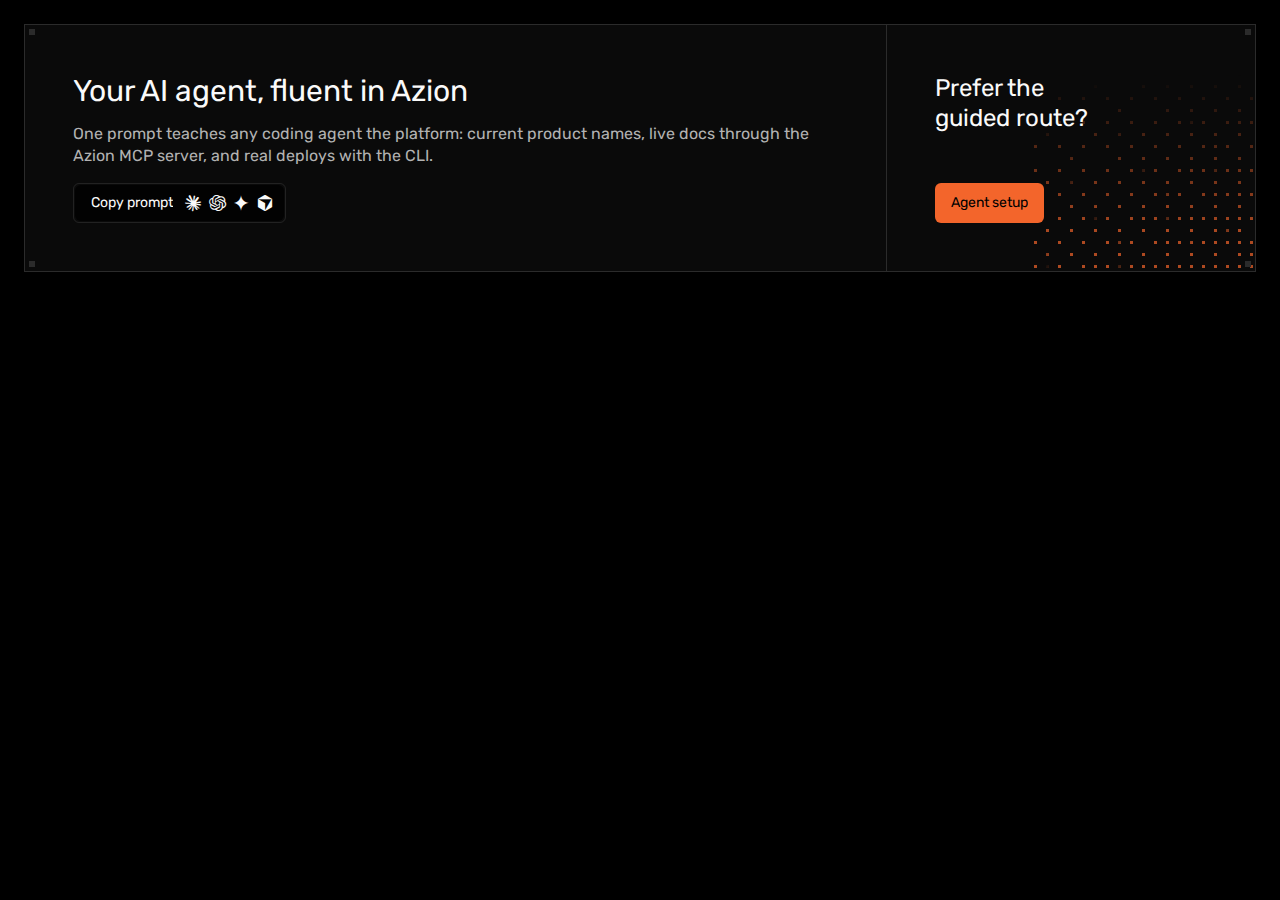 Your AI agent, fluent in Azion
One prompt teaches any coding agent the platform: current product names, live docs through the
Azion MCP server, and real deploys with the CLI.
Copy prompt
Prefer the
guided route?
Agent setup